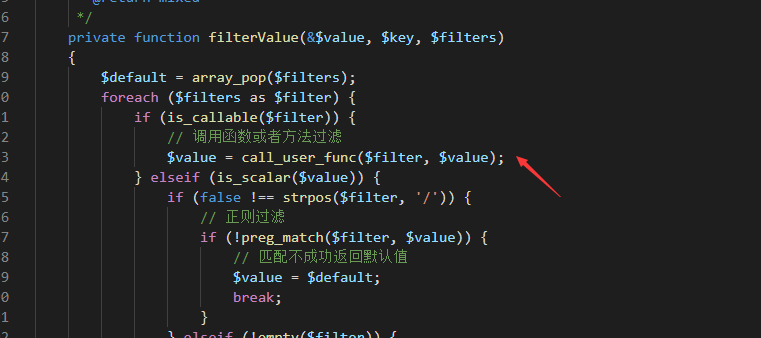 * @return mixed
6 */
7 private function filterValue(&$value, $key, $filters)
8 {
9 $default = array_pop($filters);
0 foreach ($filters as $filter) {
1 if (is_callable($filter)) {
2 // 调用函数或者方法过滤
3 $value = call_user_func($filter, $value);
4 } elseif (is_scalar($value)) {
5 if (false !== strpos($filter, '/')) {
6 // 正则过滤
7 if (!preg_match($filter, $value)) {
8 // 匹配不成功返回默认值
9 $value = $default;
0 break;
1 }
2 } elseif (!empty($filter)) {